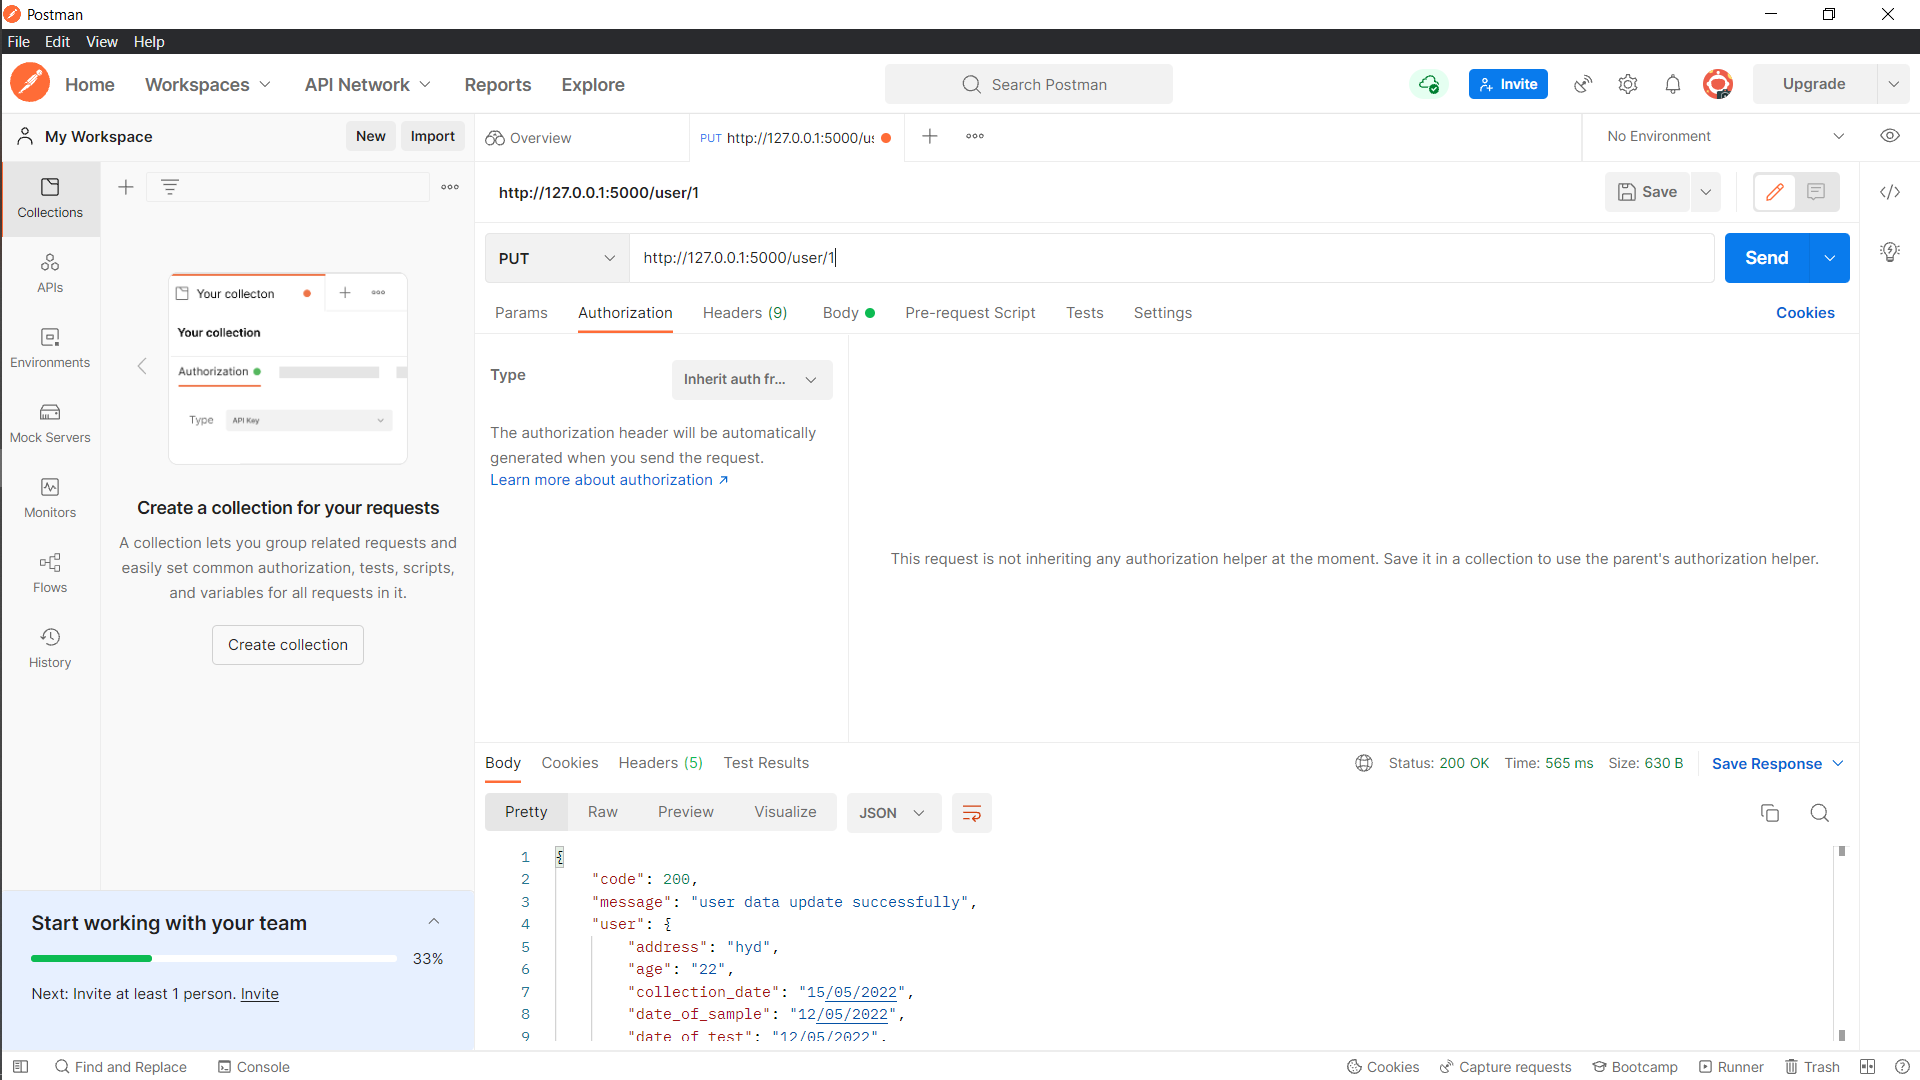 Postman
File Edit View Help
Home Workspaces API Network Reports Explore Search Postman Invite Upgrade
My Workspace New Import Overview PUT http://127.0.0.1:5000/us No Environment
http://127.0.0.1:5000/user/1 Save
Collections
APIs
Environments
Mock Servers
Monitors
Flows
History
Your collecton
Your collection
Authorization
Type API Key
Create a collection for your requests
A collection lets you group related requests and
easily set common authorization, tests, scripts,
and variables for all requests in it.
Create collection
Start working with your team
33%
Next: Invite at least 1 person. Invite
PUT http://127.0.0.1:5000/user/1 Send
Params Authorization Headers (9) Body Pre-request Script Tests Settings Cookies
Type Inherit auth fr...
The authorization header will be automatically
generated when you send the request.
Learn more about authorization ↗
This request is not inheriting any authorization helper at the moment. Save it in a collection to use the parent's authorization helper.
Body Cookies Headers (5) Test Results Status: 200 OK Time: 565 ms Size: 630 B Save Response
Pretty Raw Preview Visualize JSON
1 {
2 "code": 200,
3 "message": "user data update successfully",
4 "user": {
5 "address": "hyd",
6 "age": "22",
7 "collection_date": "15/05/2022",
8 "date_of_sample": "12/05/2022",
9 "date_of_test": "12/05/2022",
Find and Replace Console Cookies Capture requests Bootcamp Runner Trash